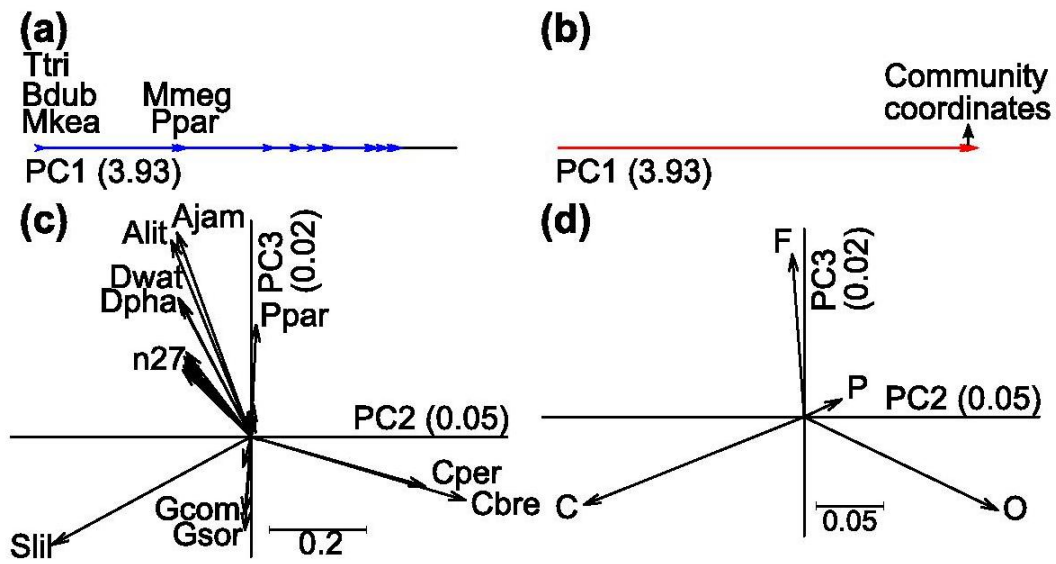 (a)
Ttri
Bdub
Mkea
Mmeg
Ppar
PC1 (3.93)
(b)
Community
coordinates
PC1 (3.93)
(c)
Ajam
Alit
Dwat
Dpha
n27
PC3
(0.02)
Ppar
PC2 (0.05)
Cper
Cbre
Gcom
Gsor
Slil
0.2
(d)
F
PC3
(0.02)
P
PC2 (0.05)
C
O
0.05